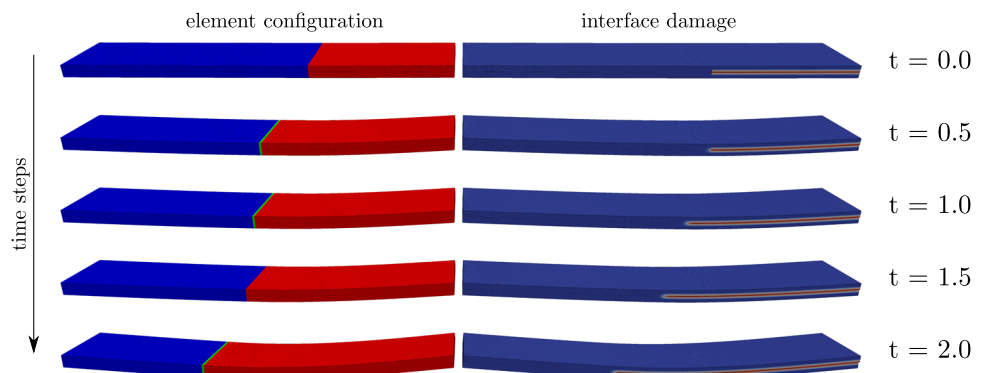 element configuration
interface damage
t = 0.0
t = 0.5
t = 1.0
t = 1.5
t = 2.0
time steps